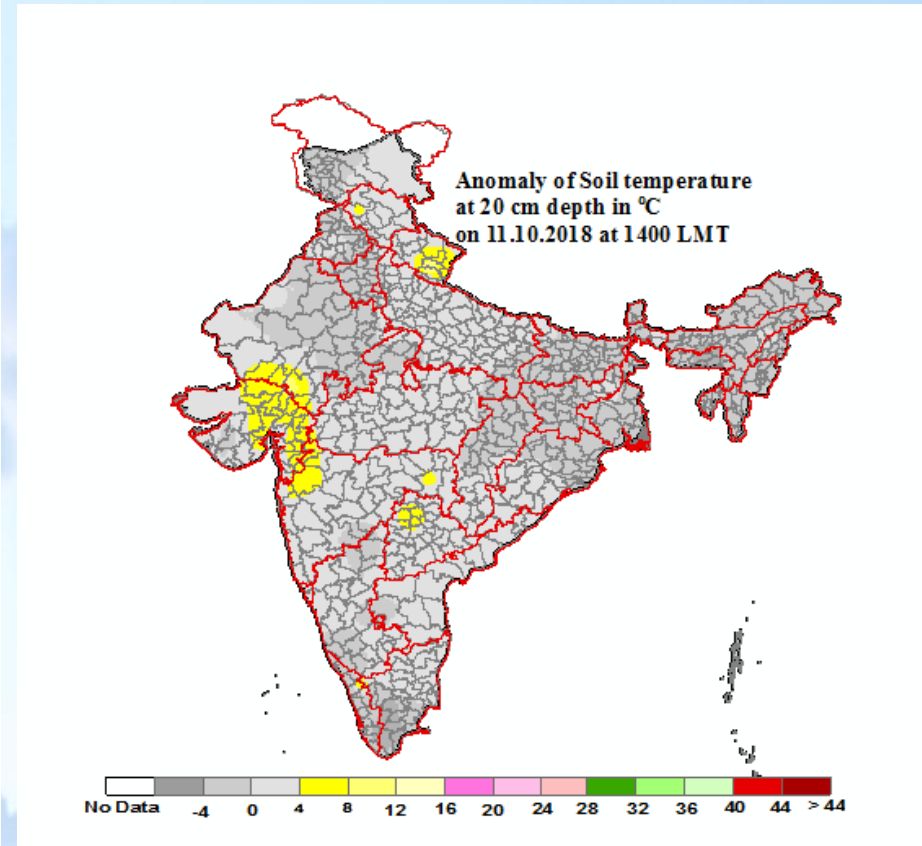 Anomaly of Soil temperature
at 20 cm depth in °C
on 11.10.2018 at 1400 LMT
No Data -4 0 4 8 12 16 20 24 28 32 36 40 44 > 44